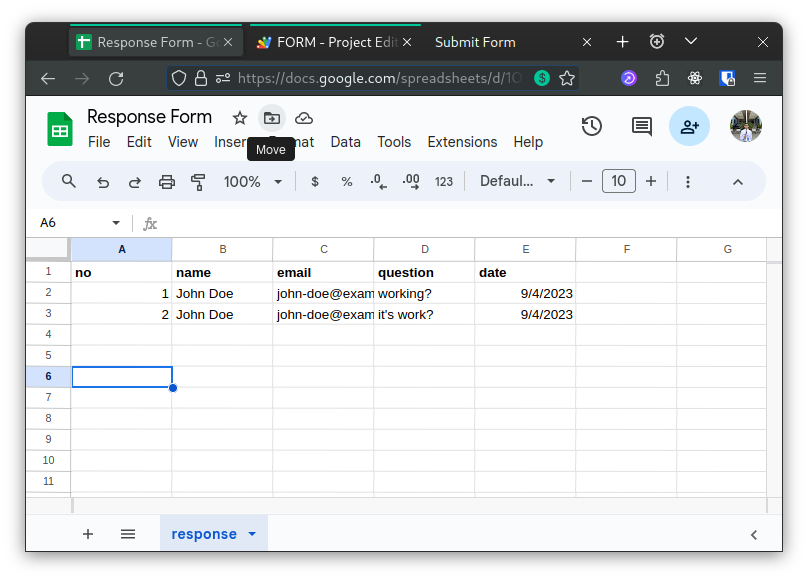 Response Form - Go
FORM - Project Edit
Submit Form
https://docs.google.com/spreadsheets/d/1
Response Form
File Edit View Inser mat Data Tools Extensions Help
Move
100% $ % .0 .00 123 Defaul... 10
A6 fx
A B C D E F G
1 no name email question date
2 1 John Doe john-doe@exam working? 9/4/2023
3 2 John Doe john-doe@exam it's work? 9/4/2023
4
5
6
7
8
9
10
11
response